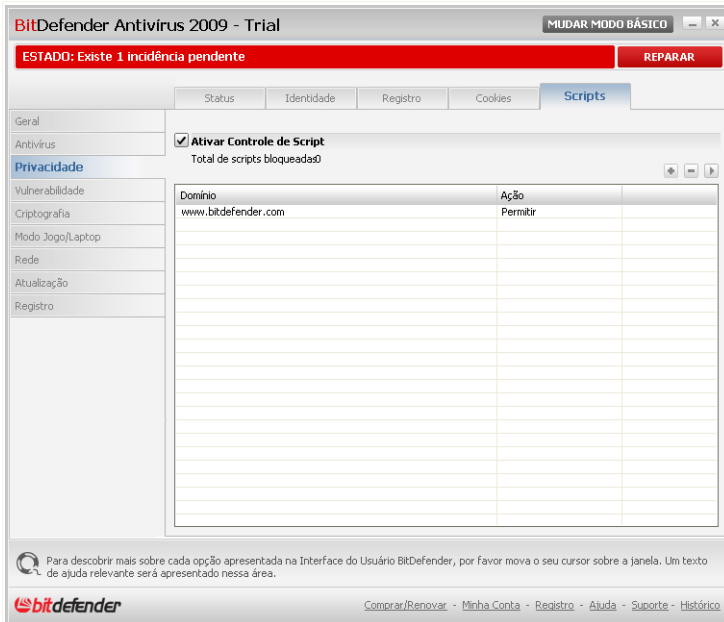 BitDefender Antivírus 2009 - Trial
MUDAR MODO BÁSICO
ESTADO: Existe 1 incidência pendente
REPARAR
Status
Identidade
Registro
Cookies
Scripts
Geral
Antivírus
Privacidade
Vulnerabilidade
Criptografia
Modo Jogo/Laptop
Rede
Atualização
Registro
Ativar Controle de Script
Total de scripts bloqueadas0
Domínio Ação
www.bitdefender.com Permitir
Para descobrir mais sobre cada opção apresentada na Interface do Usuário BitDefender, por favor mova o seu cursor sobre a janela. Um texto
de ajuda relevante será apresentado nessa área.
bitdefender
Comprar/Renovar - Minha Conta - Registro - Ajuda - Suporte - Histórico